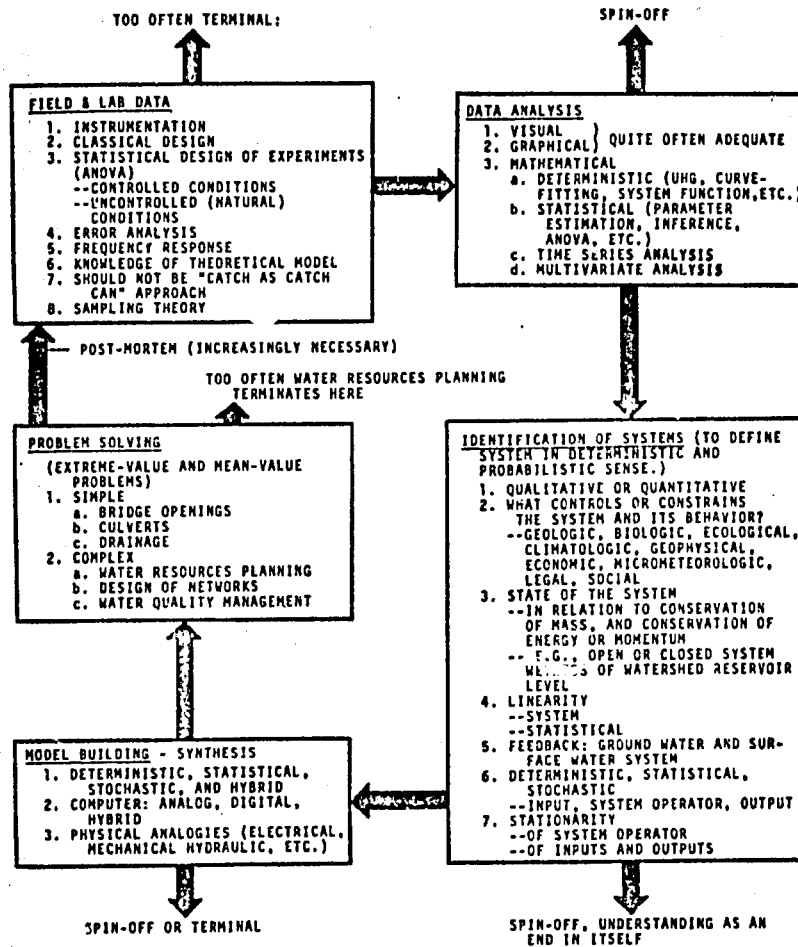 TOO OFTEN TERMINAL:
FIELD & LAB DATA
1. INSTRUMENTATION
2. CLASSICAL DESIGN
3. STATISTICAL DESIGN OF EXPERIMENTS
(ANOVA)
--CONTROLLED CONDITIONS
--UNCONTROLLED (NATURAL)
CONDITIONS
4. ERROR ANALYSIS
5. FREQUENCY RESPONSE
6. KNOWLEDGE OF THEORETICAL MODEL
7. SHOULD NOT BE "CATCH AS CATCH
CAN" APPROACH
8. SAMPLING THEORY
SPIN-OFF
DATA ANALYSIS
1. VISUAL
2. GRAPHICAL} QUITE OFTEN ADEQUATE
3. MATHEMATICAL
a. DETERMINISTIC (UHG, CURVE-
FITTING, SYSTEM FUNCTION,ETC.)
b. STATISTICAL (PARAMETER
ESTIMATION, INFERENCE,
ANOVA, ETC.)
c. TIME SERIES ANALYSIS
d. MULTIVARIATE ANALYSIS
POST-MORTEM (INCREASINGLY NECESSARY)
TOO OFTEN WATER RESOURCES PLANNING
TERMINATES HERE
PROBLEM SOLVING
(EXTREME-VALUE AND MEAN-VALUE
PROBLEMS)
1. SIMPLE
a. BRIDGE OPENINGS
b. CULVERTS
c. DRAINAGE
2. COMPLEX
a. WATER RESOURCES PLANNING
b. DESIGN OF NETWORKS
c. WATER QUALITY MANAGEMENT
IDENTIFICATION OF SYSTEMS (TO DEFINE
SYSTEM IN DETERMINISTIC AND
PROBABILISTIC SENSE.)
1. QUALITATIVE OR QUANTITATIVE
2. WHAT CONTROLS OR CONSTRAINS
THE SYSTEM AND ITS BEHAVIOR?
--GEOLOGIC, BIOLOGIC, ECOLOGICAL,
CLIMATOLOGIC, GEOPHYSICAL,
ECONOMIC, MICROMETEOROLOGIC,
LEGAL, SOCIAL
3. STATE OF THE SYSTEM
--IN RELATION TO CONSERVATION
OF MASS, AND CONSERVATION OF
ENERGY OR MOMENTUM
-- E.G., OPEN OR CLOSED SYSTEM
OF WATERSHED RESERVOIR
LEVEL
4. LINEARITY
--SYSTEM
--STATISTICAL
5. FEEDBACK: GROUND WATER AND SUR-
FACE WATER SYSTEM
6. DETERMINISTIC, STATISTICAL,
STOCHASTIC
--INPUT, SYSTEM OPERATOR, OUTPUT
7. STATIONARITY
--OF SYSTEM OPERATOR
--OF INPUTS AND OUTPUTS
MODEL BUILDING - SYNTHESIS
1. DETERMINISTIC, STATISTICAL,
STOCHASTIC, AND HYBRID
2. COMPUTER: ANALOG, DIGITAL,
HYBRID
3. PHYSICAL ANALOGIES (ELECTRICAL,
MECHANICAL HYDRAULIC, ETC.)
SPIN-OFF OR TERMINAL
SPIN-OFF, UNDERSTANDING AS AN
END IN ITSELF